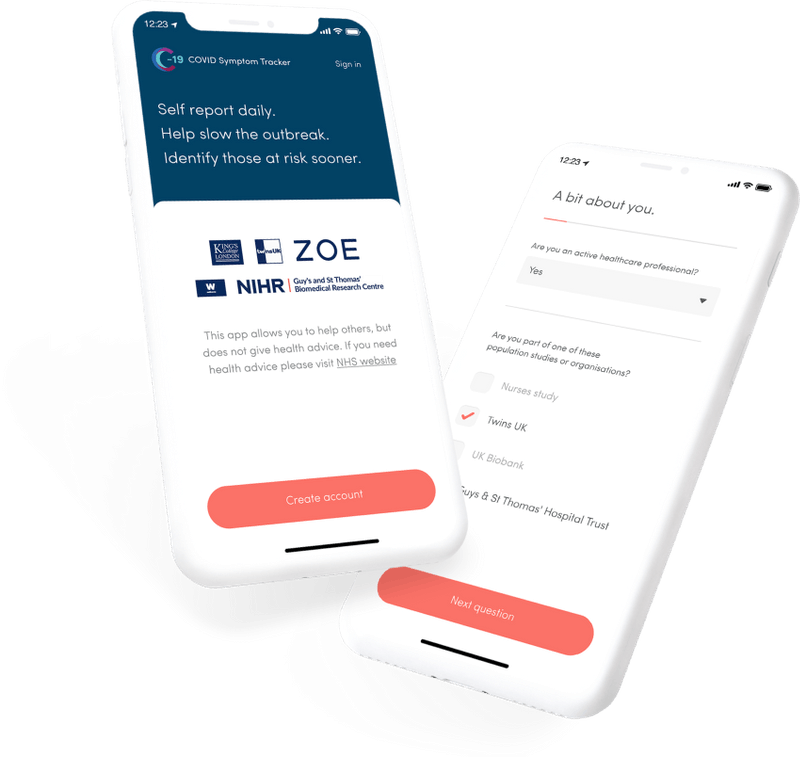 12:23
-19 COVID Symptom Tracker
Sign in
Self report daily.
Help slow the outbreak.
Identify those at risk sooner.
KING'S
College
LONDON
TwinsUK
ZOE
W
NIHR | Guy's and St Thomas'
Biomedical Research Centre
This app allows you to help others, but
does not give health advice. If you need
health advice please visit NHS website
Create account
12:23
A bit about you.
Are you an active healthcare professional?
Yes
Are you part of one of these
population studies or organisations?
Nurses study
Twins UK
UK Biobank
Guys & St Thomas' Hospital Trust
Next question